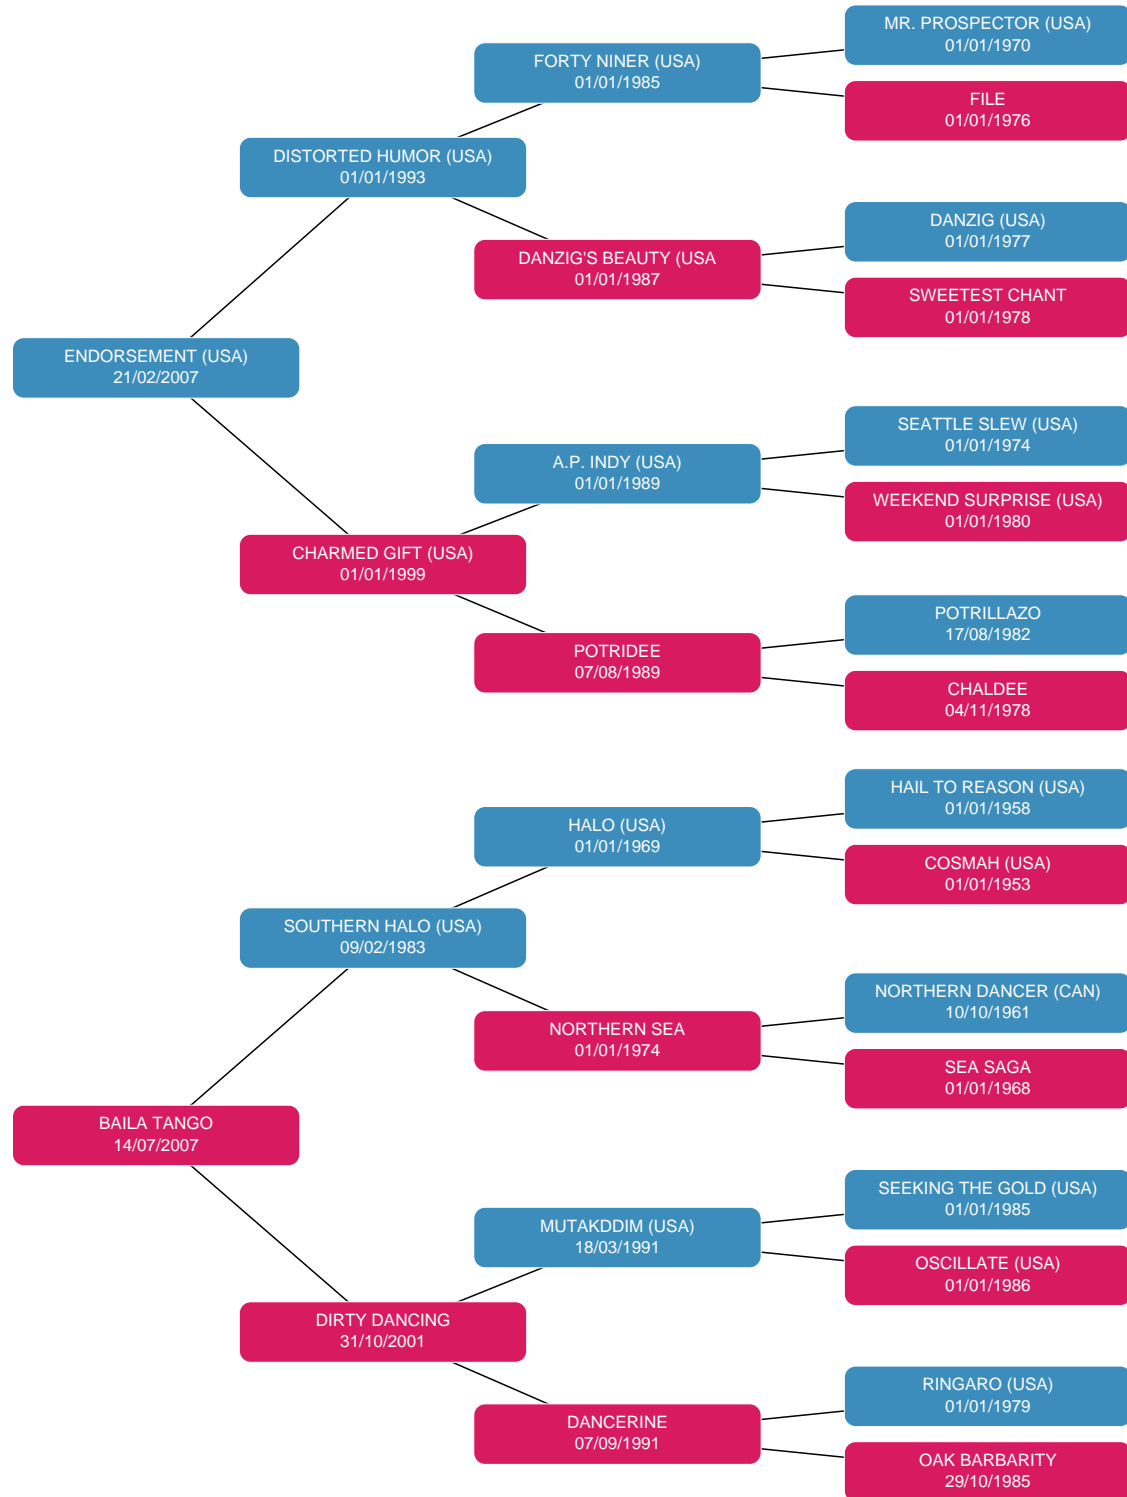 MR. PROSPECTOR (USA)
01/01/1970
FORTY NINER (USA)
01/01/1985
FILE
01/01/1976
DISTORTED HUMOR (USA)
01/01/1993
DANZIG (USA)
01/01/1977
DANZIG'S BEAUTY (USA
01/01/1987
SWEETEST CHANT
01/01/1978
ENDORSEMENT (USA)
21/02/2007
SEATTLE SLEW (USA)
01/01/1974
A.P. INDY (USA)
01/01/1989
WEEKEND SURPRISE (USA)
01/01/1980
CHARMED GIFT (USA)
01/01/1999
POTRILLAZO
17/08/1982
POTRIDEE
07/08/1989
CHALDEE
04/11/1978
HAIL TO REASON (USA)
01/01/1958
HALO (USA)
01/01/1969
COSMAH (USA)
01/01/1953
SOUTHERN HALO (USA)
09/02/1983
NORTHERN DANCER (CAN)
10/10/1961
NORTHERN SEA
01/01/1974
SEA SAGA
01/01/1968
BAILA TANGO
14/07/2007
SEEKING THE GOLD (USA)
01/01/1985
MUTAKDDIM (USA)
18/03/1991
OSCILLATE (USA)
01/01/1986
DIRTY DANCING
31/10/2001
RINGARO (USA)
01/01/1979
DANCERINE
07/09/1991
OAK BARBARITY
29/10/1985